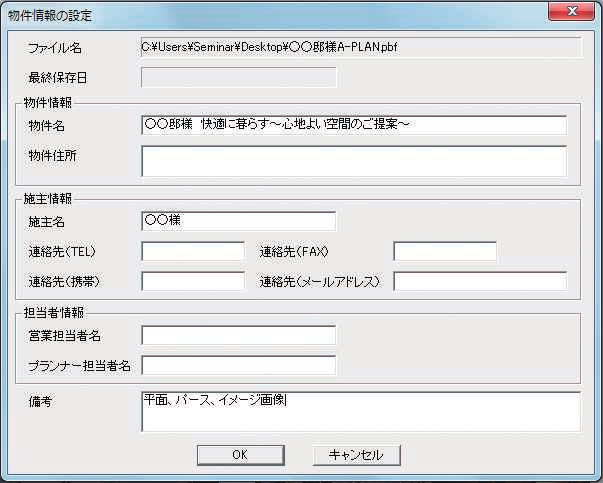 物件情報の設定
ファイル名 C:¥Users¥Seminar¥Desktop¥〇〇邸様A-PLAN.pbf
最終保存日
物件情報
物件名 〇〇邸様 快適に暮らす～心地よい空間のご提案～
物件住所
施主情報
施主名 〇〇様
連絡先(TEL) 連絡先(FAX)
連絡先(携帯) 連絡先(メールアドレス)
担当者情報
営業担当者名
プランナー担当者名
備考 平面、パース、イメージ画像
OK キャンセル